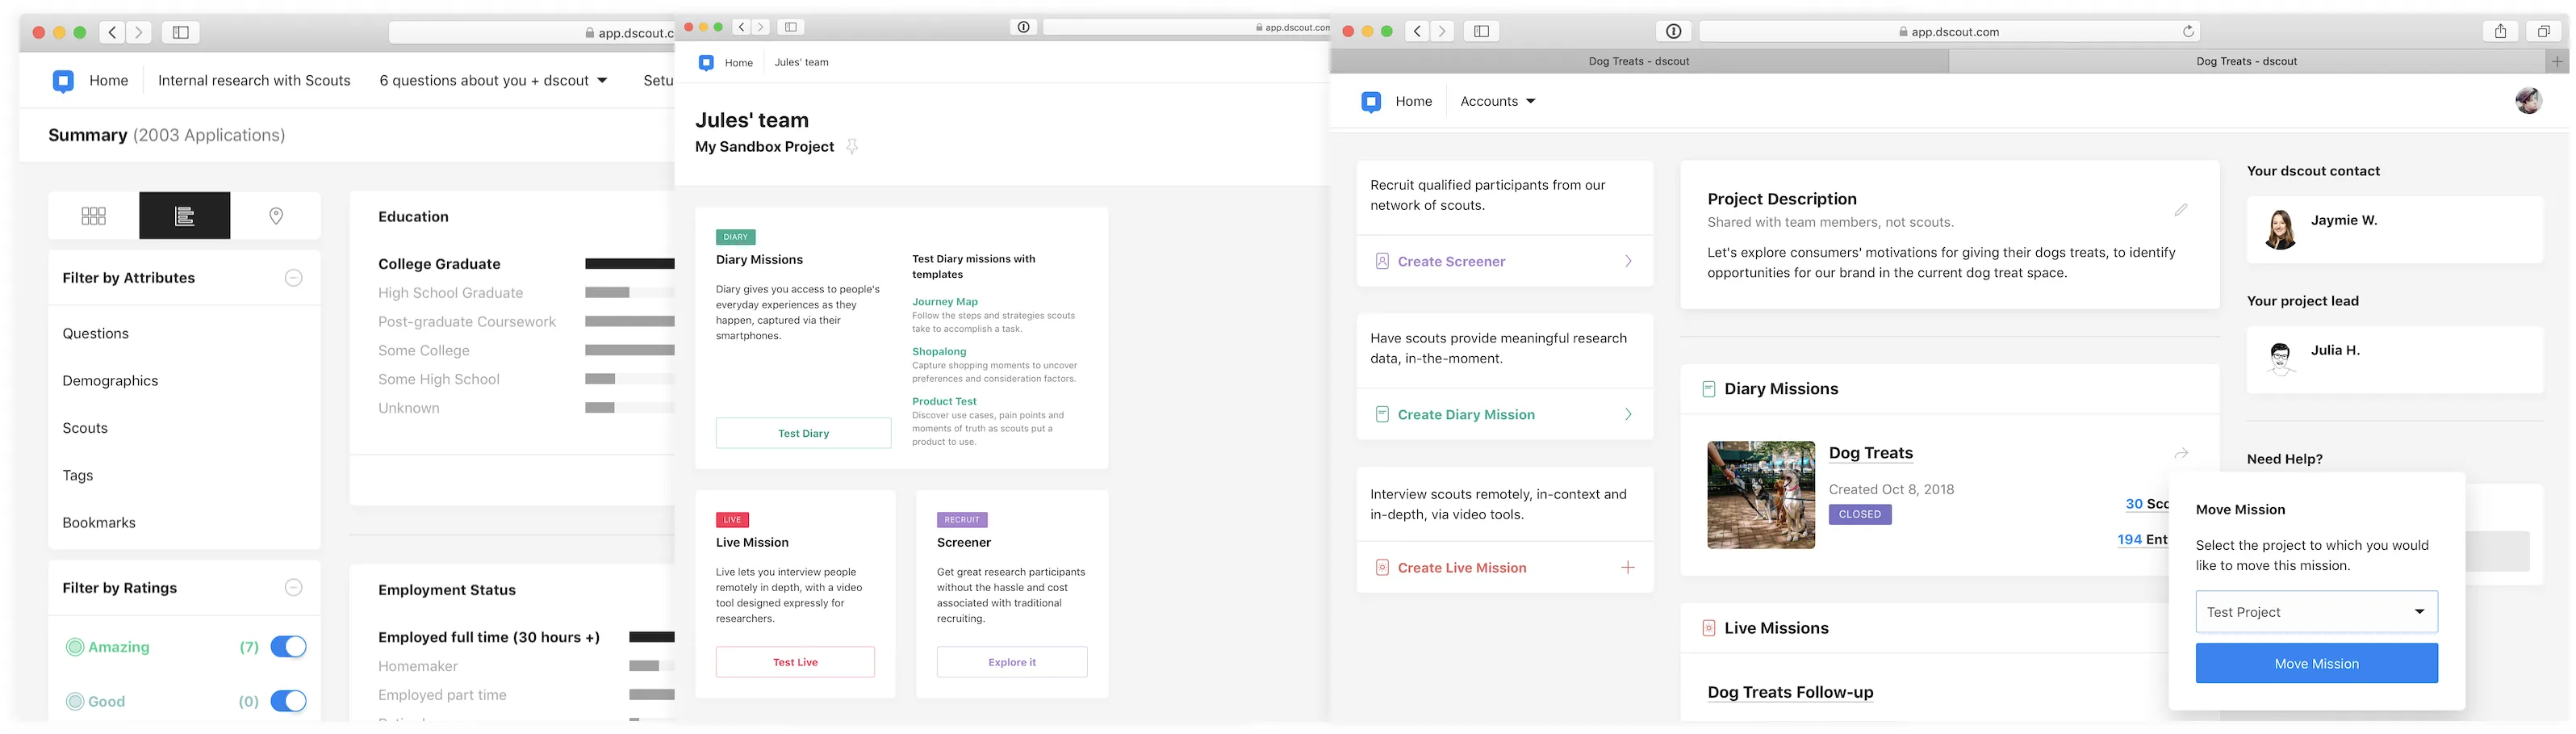 app.dscout.c
Home
Internal research with Scouts
6 questions about you + dscout
Setu
Summary (2003 Applications)
Filter by Attributes
Questions
Demographics
Scouts
Tags
Bookmarks
Filter by Ratings
Amazing (7)
Good (0)
Education
College Graduate
High School Graduate
Post-graduate Coursework
Some College
Some High School
Unknown
Employment Status
Employed full time (30 hours +)
Homemaker
Employed part time
app.dscout.com
Home
Jules' team
Jules' team
My Sandbox Project
DIARY
Diary Missions
Diary gives you access to people's
everyday experiences as they
happen, captured via their
smartphones.
Test Diary
Test Diary missions with
templates
Journey Map
Follow the steps and strategies scouts
take to accomplish a task.
Shopalong
Capture shopping moments to uncover
preferences and consideration factors.
Product Test
Discover use cases, pain points and
moments of truth as scouts put a
product to use.
LIVE
Live Mission
Live lets you interview people
remotely in depth, with a video
tool designed expressly for
researchers.
Test Live
RECRUIT
Screener
Get great research participants
without the hassle and cost
associated with traditional
recruiting.
Explore it
app.dscout.com
Dog Treats - dscout
Dog Treats - dscout
Home
Accounts
Recruit qualified participants from our
network of scouts.
Create Screener
Have scouts provide meaningful research
data, in-the-moment.
Create Diary Mission
Interview scouts remotely, in-context and
in-depth, via video tools.
Create Live Mission
Project Description
Shared with team members, not scouts.
Let's explore consumers' motivations for giving their dogs treats, to identify
opportunities for our brand in the current dog treat space.
Diary Missions
Dog Treats
Created Oct 8, 2018
CLOSED
30 Sco
194 Ent
Live Missions
Dog Treats Follow-up
Your dscout contact
Jaymie W.
Your project lead
Julia H.
Need Help?
Move Mission
Select the project to which you would
like to move this mission.
Test Project
Move Mission